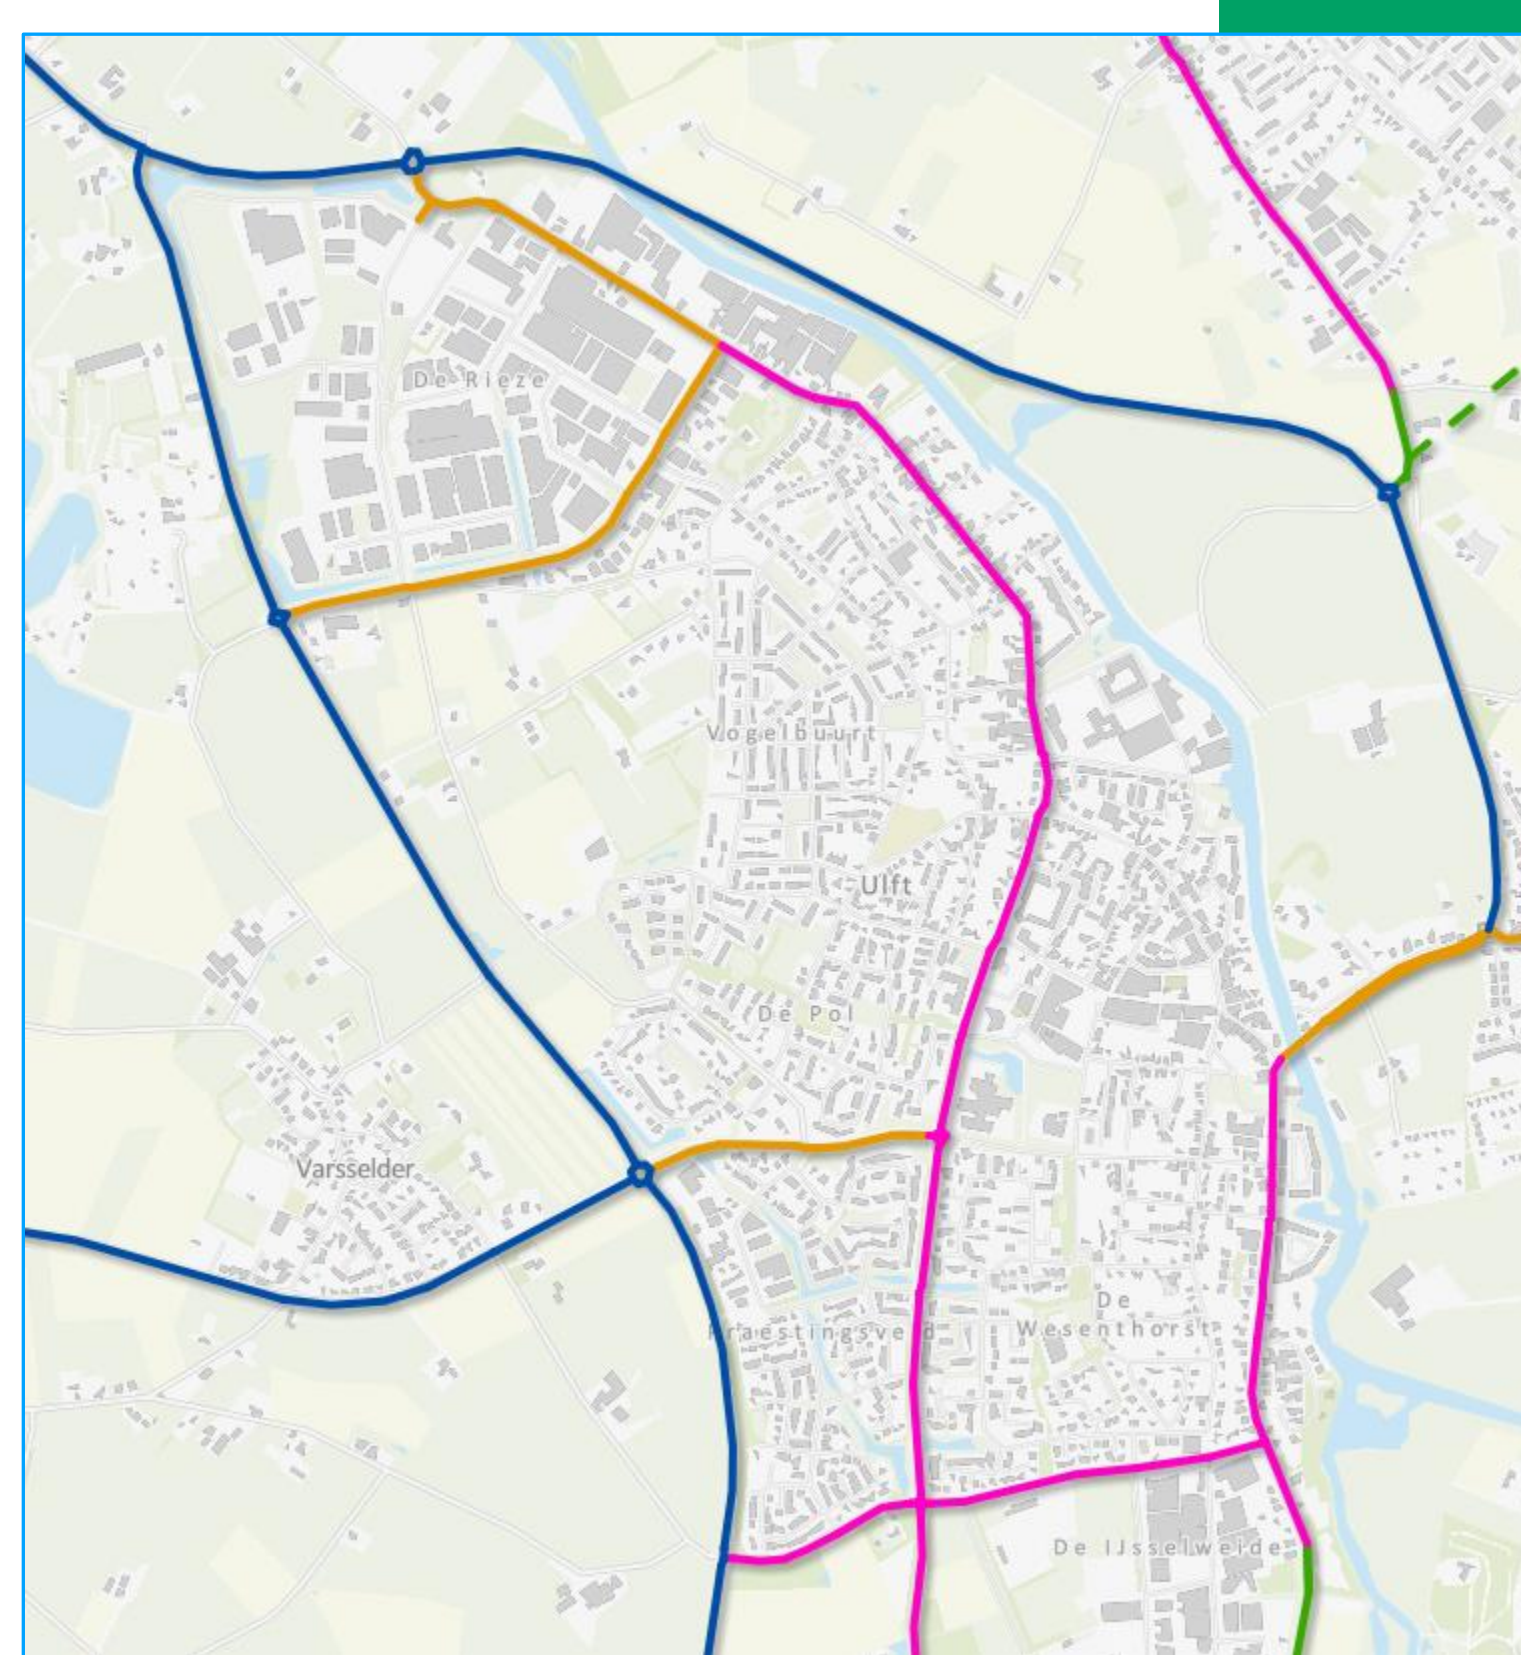 De Rieze
Vogelbuurt
Ulft
De Pol
Varsselder
De
Wesenthorst
De IJsselweide